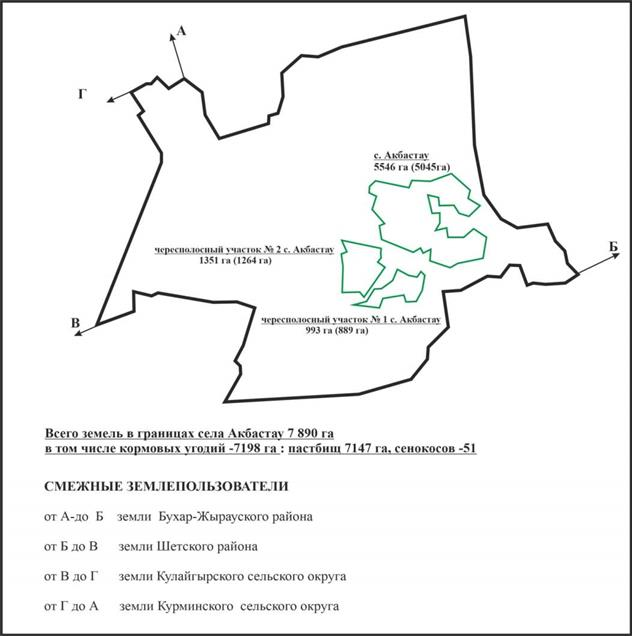 А
Г
с. Акбастау
5546 га (5045га)
Б
чересполосный участок № 2 с. Акбастау
1351 га (1264 га)
В
чересполосный участок № 1 с. Акбастау
993 га (889 га)
Всего земель в границах села Акбастау 7 890 га
в том числе кормовых угодий -7198 га : пастбищ 7147 га, сенокосов -51
СМЕЖНЫЕ ЗЕМЛЕПОЛЬЗОВАТЕЛИ
от А-до Б земли Бухар-Жырауского района
от Б до В земли Шетского района
от В до Г земли Кулайгырского сельского округа
от Г до А земли Курминского сельского округа